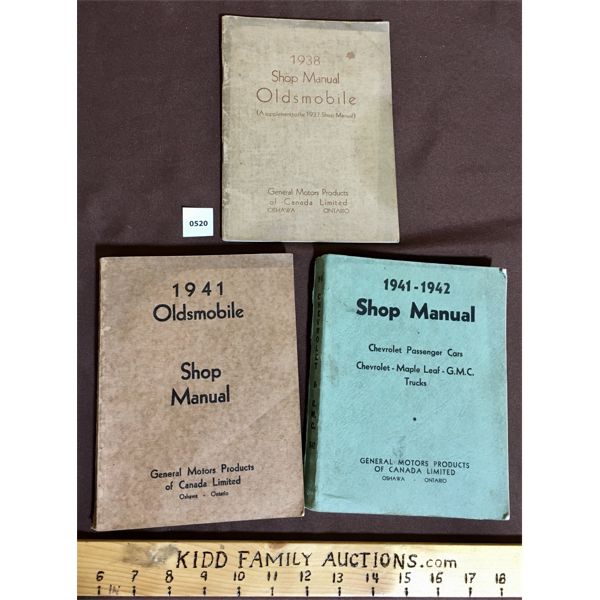 1938
Shop Manual
Oldsmobile
(A supplement to the 1937 Shop Manual)
General Motors Products
of Canada Limited
OSHAWA ONTARIO
0520
1941
Oldsmobile
Shop
Manual
General Motors Products
of Canada Limited
Oshawa - Ontario
CHEVROLET & G.M.C.
1941-1942
Shop Manual
Chevrolet Passenger Cars
Chevrolet - Maple Leaf - G.M.C.
Trucks
GENERAL MOTORS PRODUCTS
OF CANADA LIMITED
OSHAWA ONTARIO
KIDD FAMILY AUCTIONS.com
6 IN 7 8 9 10 11 12 13 14 15 16 17 18